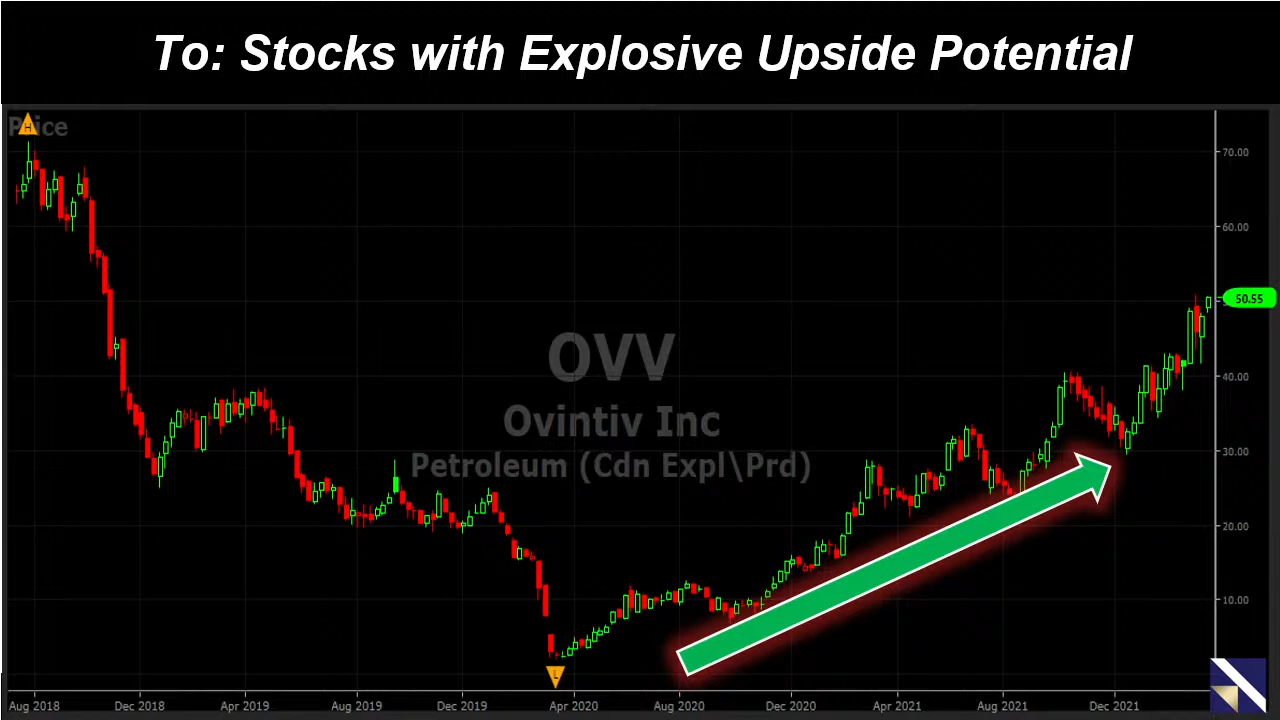 To: Stocks with Explosive Upside Potential
Price
H
70.00
60.00
50.55
OVV
40.00
Ovintiv Inc
Petroleum (Cdn Expl\Prd)
30.00
20.00
10.00
L
Aug 2018 Dec 2018 Apr 2019 Aug 2019 Dec 2019 Apr 2020 Aug 2020 Dec 2020 Apr 2021 Aug 2021 Dec 2021